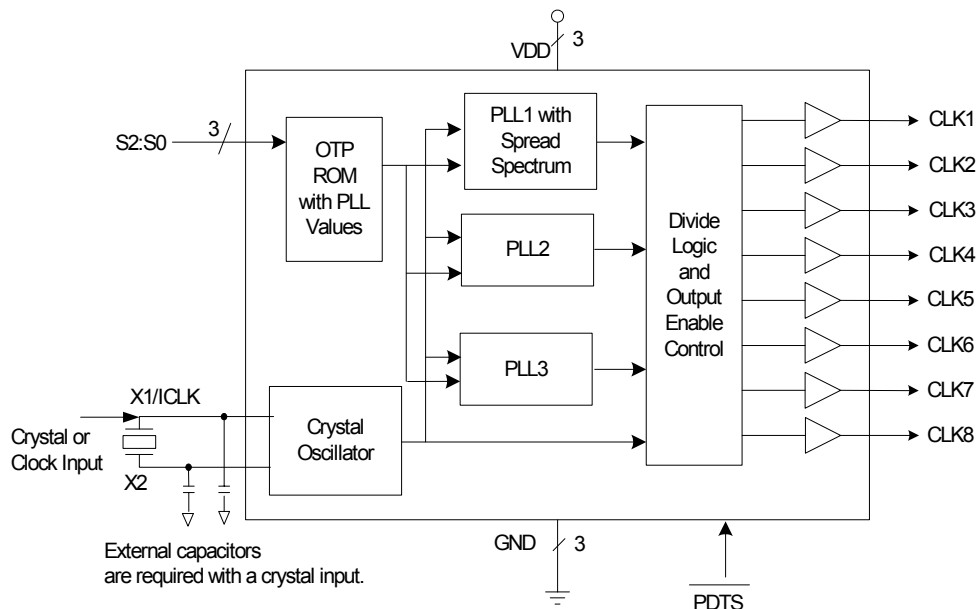 VDD
3
S2:S0
3
OTP
ROM
with PLL
Values
PLL1 with
Spread
Spectrum
PLL2
PLL3
Divide
Logic
and
Output
Enable
Control
CLK1
CLK2
CLK3
CLK4
CLK5
CLK6
CLK7
CLK8
X1/ICLK
Crystal or
Clock Input
X2
Crystal
Oscillator
External capacitors
are required with a crystal input.
GND
3
PDTS